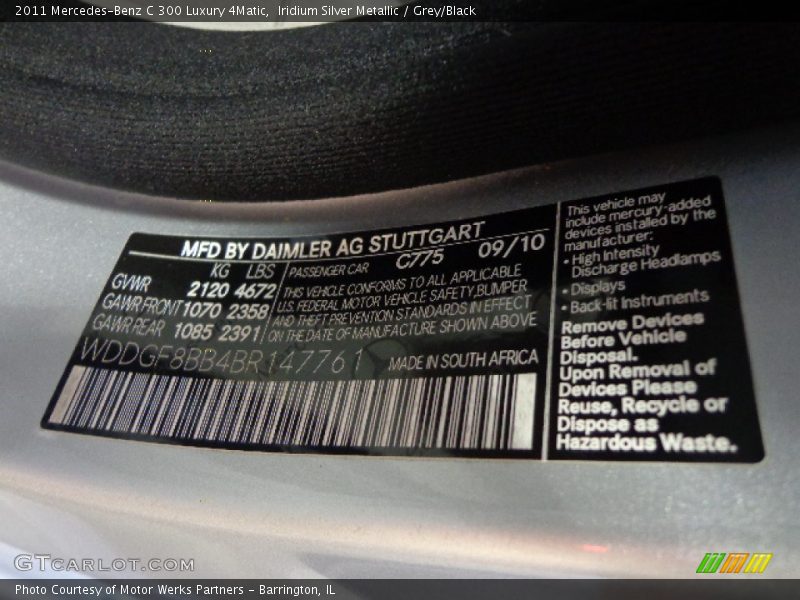 2011 Mercedes-Benz C 300 Luxury 4Matic,  Iridium Silver Metallic / Grey/Black
MFD BY DAIMLER AG STUTTGART
KG LBS
GVWR 2120 4672
GAWR FRONT 1070 2358
GAWR REAR 1085 2391
PASSENGER CAR C775 09/10
THIS VEHICLE CONFORMS TO ALL APPLICABLE
U.S. FEDERAL MOTOR VEHICLE SAFETY,BUMPER
AND THEFT PREVENTION STANDARDS IN EFFECT
ON THE DATE OF MANUFACTURE SHOWN ABOVE
WDDGF8BB4BR147761 MADE IN SOUTH AFRICA
This vehicle may
include mercury-added
devices installed by the
manufacturer:
• High Intensity
Discharge Headlamps
• Displays
• Back-lit Instruments
Remove Devices
Before Vehicle
Disposal.
Upon Removal of
Devices Please
Reuse, Recycle or
Dispose as
Hazardous Waste.
GTCARLOT.COM
Photo Courtesy of Motor Werks Partners - Barrington, IL